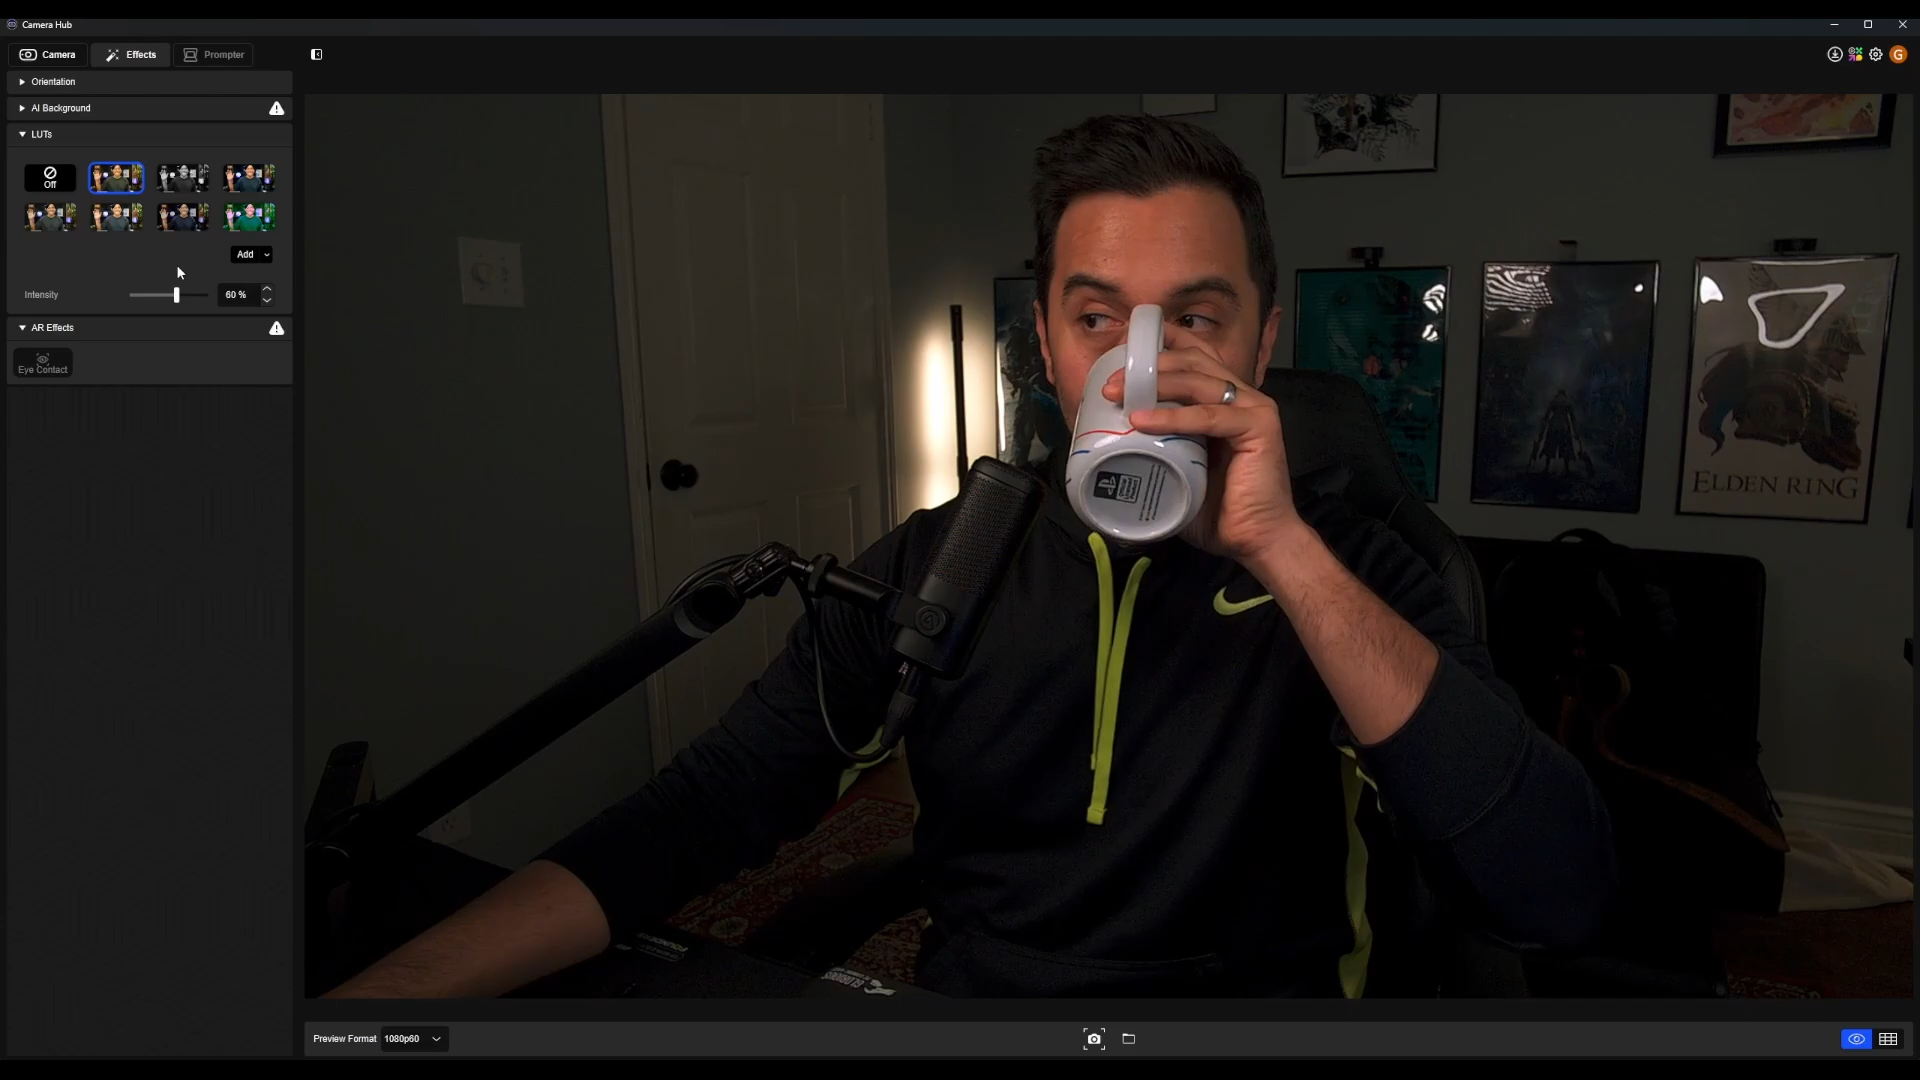 Camera Hub
Camera
Effects
Prompter
G
Orientation
AI Background
LUTs
Off
Add
Intensity
60 %
AR Effects
Eye Contact
ELDEN RING
Preview Format
1080p60